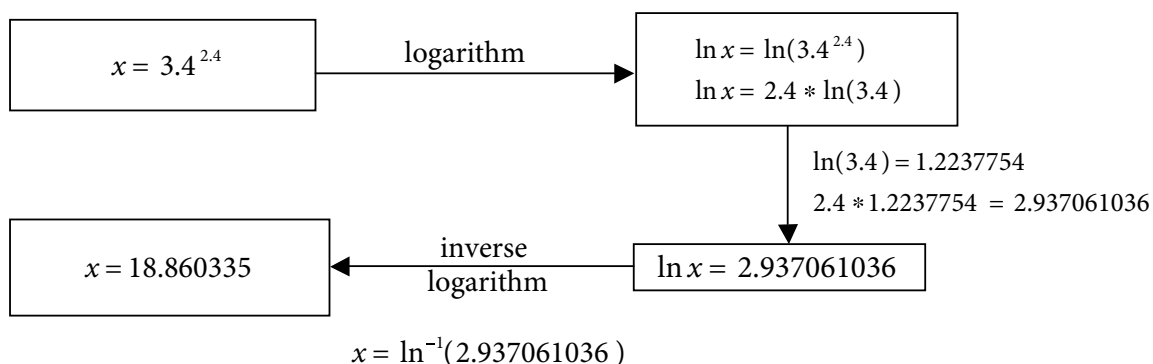 x = 3.4^2.4
logarithm
ln x = ln(3.4^2.4)
ln x = 2.4 * ln(3.4)
ln(3.4) = 1.2237754
2.4 * 1.2237754 = 2.937061036
ln x = 2.937061036
inverse
logarithm
x = 18.860335
x = ln^−1(2.937061036)